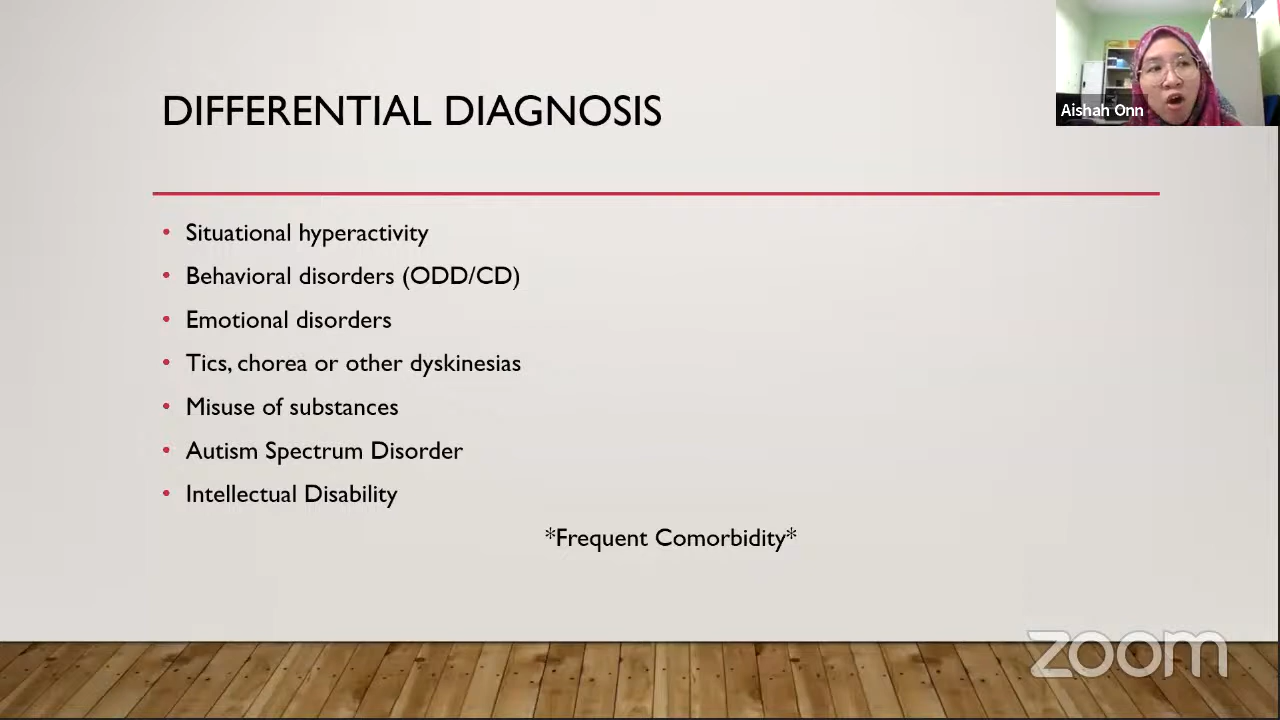 DIFFERENTIAL DIAGNOSIS
Aishah Onn
• Situational hyperactivity
• Behavioral disorders (ODD/CD)
• Emotional disorders
• Tics, chorea or other dyskinesias
• Misuse of substances
• Autism Spectrum Disorder
• Intellectual Disability
*Frequent Comorbidity*
zoom